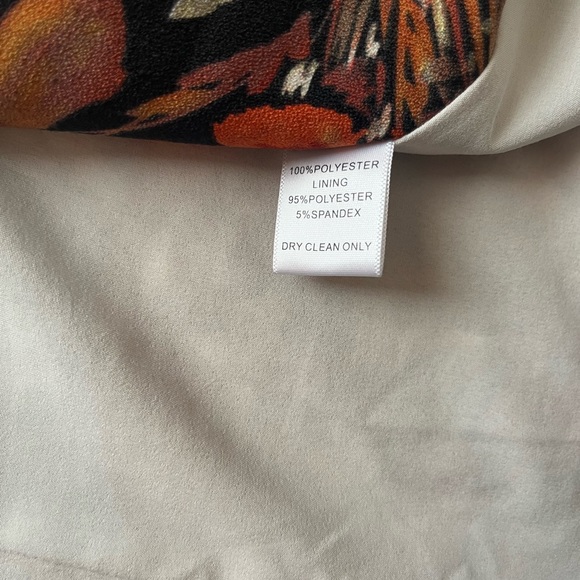 100%POLYESTER
LINING
95%POLYESTER
5%SPANDEX
DRY CLEAN ONLY